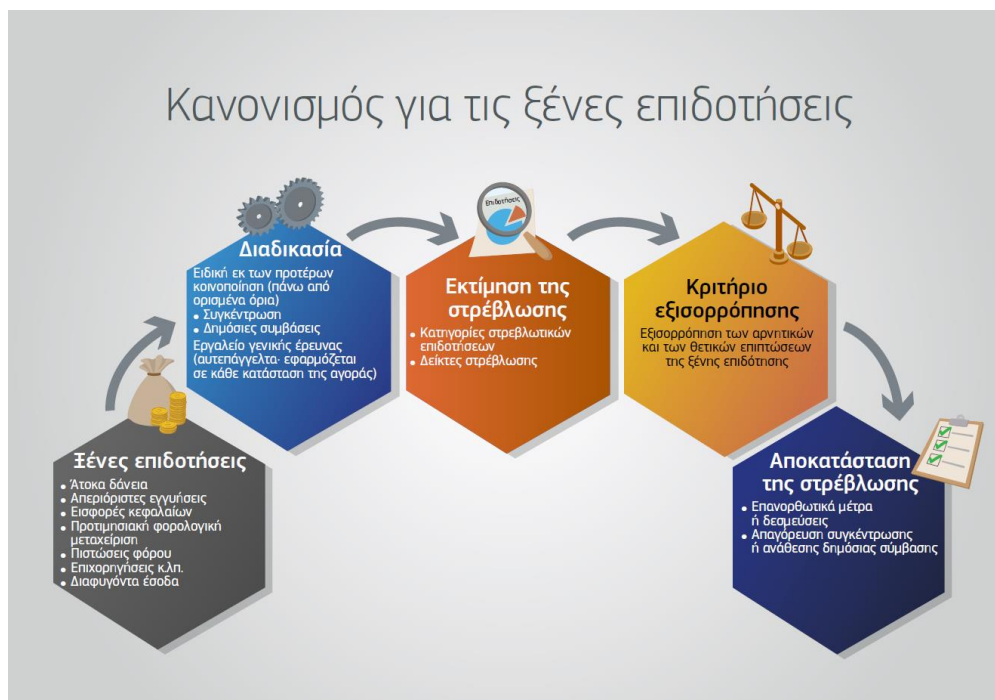 Κανονισμός για τις ξένες επιδοτήσεις
Ξένες επιδοτήσεις
• Άτοκα δάνεια
• Απεριόριστες εγγυήσεις
• Εισφορές κεφαλαίων
• Προτιμησιακή φορολογική
μεταχείριση
• Πιστώσεις φόρου
• Επιχορηγήσεις κ.λπ.
• Διαφυγόντα έσοδα
Διαδικασία
Ειδική εκ των προτέρων
κοινοποίηση (πάνω από
ορισμένα όρια)
• Συγκέντρωση
• Δημόσιες συμβάσεις
Εργαλείο γενικής έρευνας
(αυτεπάγγελτα· εφαρμόζεται
σε κάθε κατάσταση της αγοράς)
Επιδοτήσεις
Εκτίμηση της
στρέβλωσης
• Κατηγορίες στρεβλωτικών
επιδοτήσεων
• Δείκτες στρέβλωσης
Κριτήριο
εξισορρόπησης
Εξισορρόπηση των αρνητικών
και των θετικών επιπτώσεων
της ξένης επιδότησης
Αποκατάσταση
της στρέβλωσης
• Επανορθωτικά μέτρα
ή δεσμεύσεις
• Απαγόρευση συγκέντρωσης
ή ανάθεσης δημόσιας σύμβασης